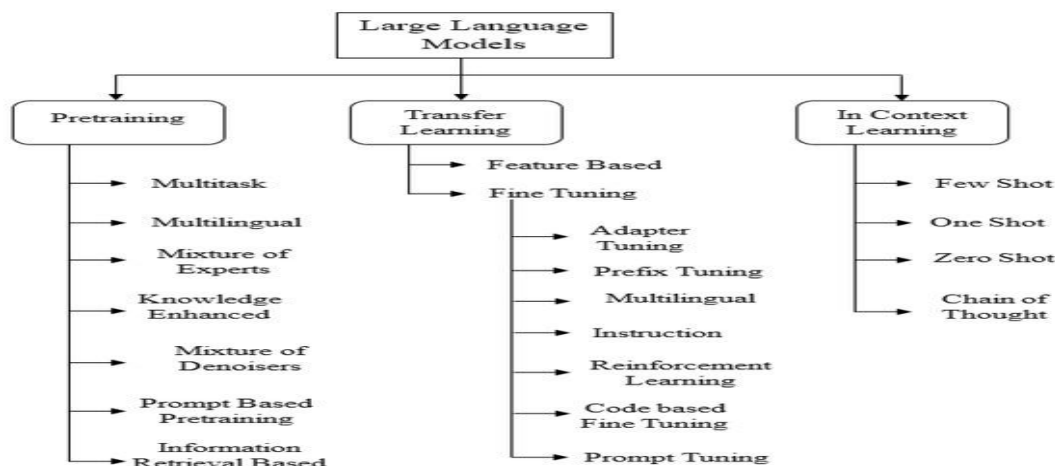 Large Language
Models
Pretraining
Transfer
Learning
In Context
Learning
Multitask
Multilingual
Mixture of
Experts
Knowledge
Enhanced
Mixture of
Denoisers
Prompt Based
Pretraining
Information
Retrieval Based
Feature Based
Fine Tuning
Adapter
Tuning
Prefix Tuning
Multilingual
Instruction
Reinforcement
Learning
Code based
Fine Tuning
Prompt Tuning
Few Shot
One Shot
Zero Shot
Chain of
Thought